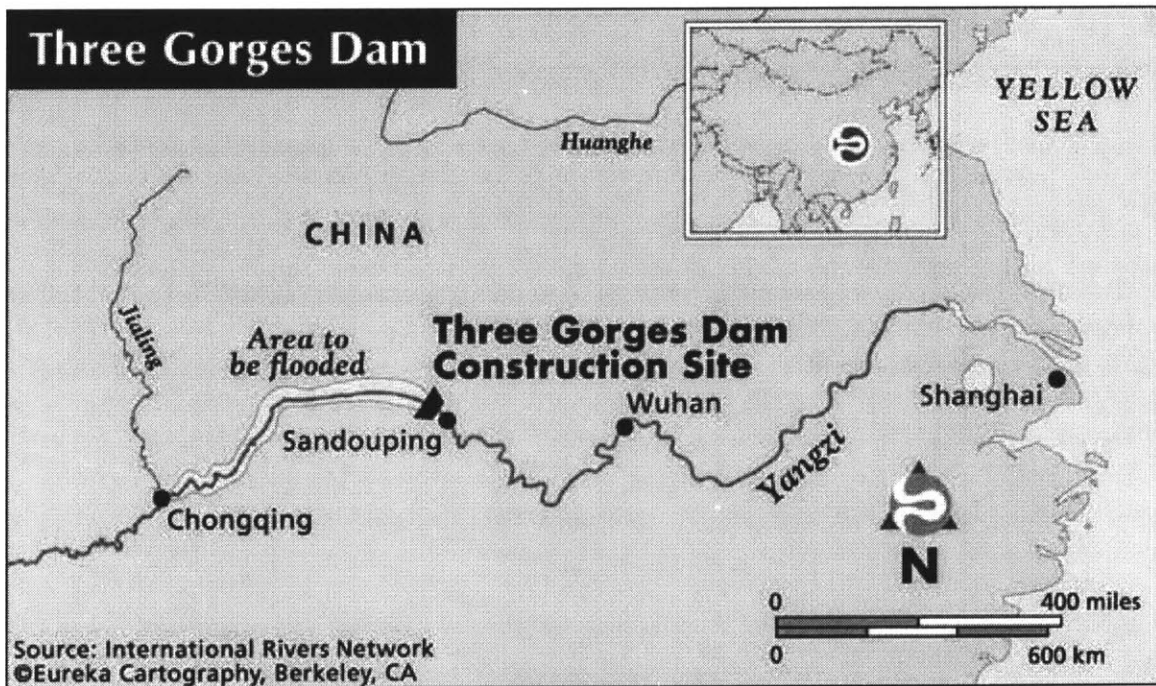 Three Gorges Dam
YELLOW
SEA
Huanghe
CHINA
Jialing
Area to
be flooded
Three Gorges Dam
Construction Site
Wuhan
Shanghai
Sandouping
Yangzi
Chongqing
N
0 400 miles
0 600 km
Source: International Rivers Network
©Eureka Cartography, Berkeley, CA